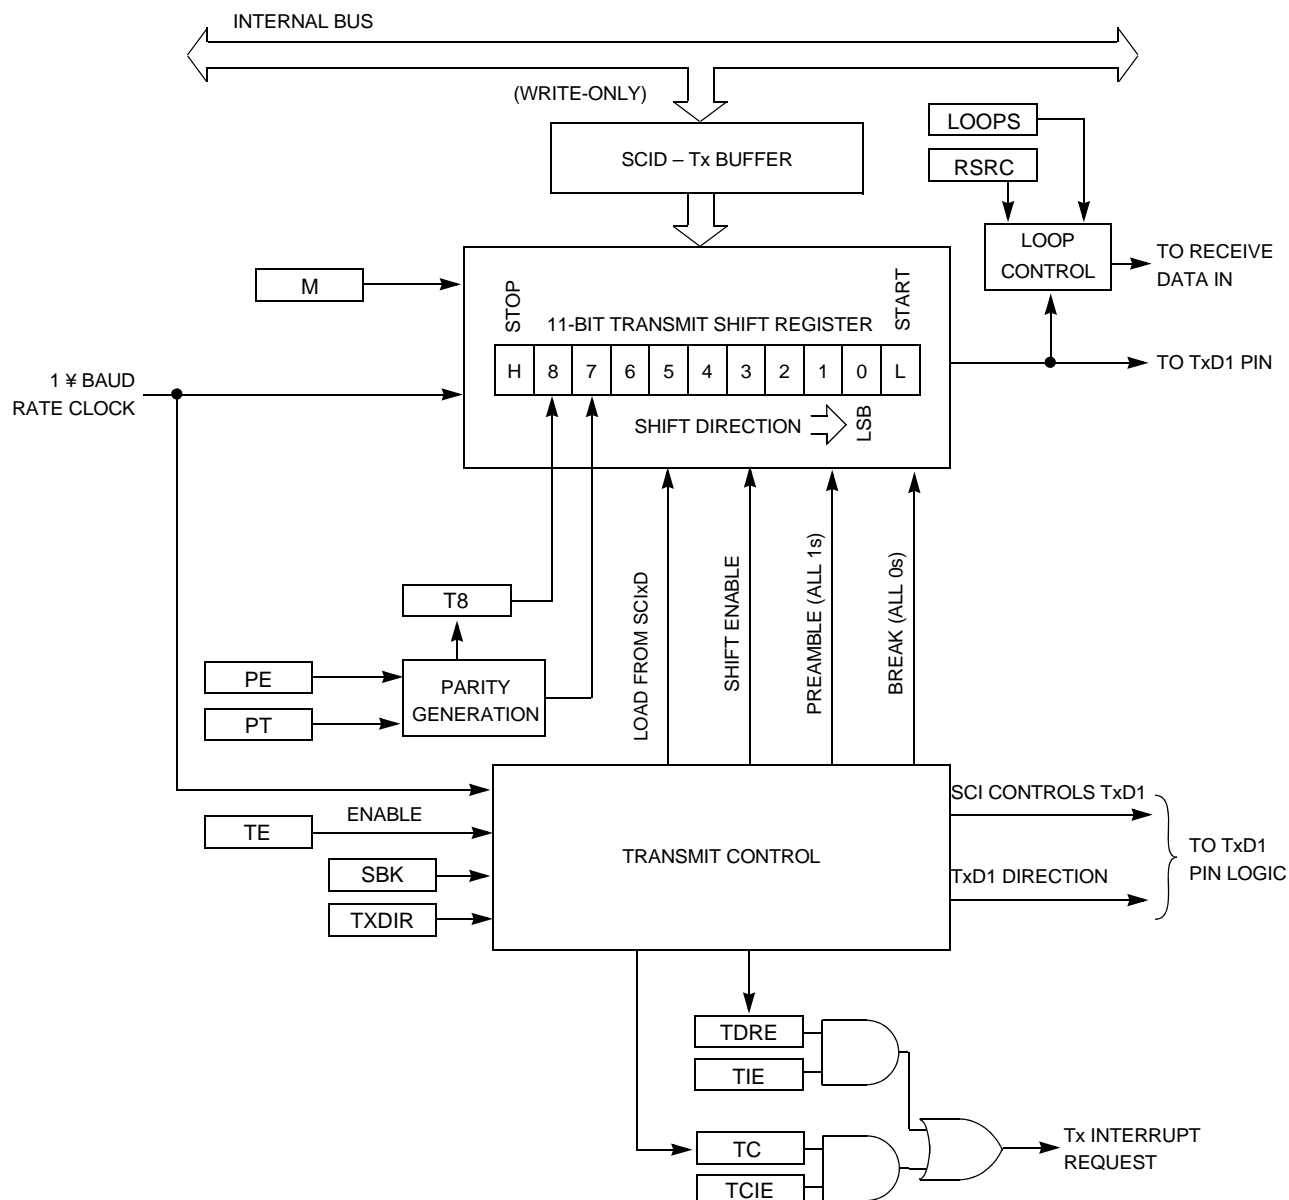 INTERNAL BUS
(WRITE-ONLY)
SCID – Tx BUFFER
LOOPS
RSRC
LOOP
CONTROL
TO RECEIVE
DATA IN
M
STOP
11-BIT TRANSMIT SHIFT REGISTER
START
H 8 7 6 5 4 3 2 1 0 L
TO TxD1 PIN
1 ¥ BAUD
RATE CLOCK
SHIFT DIRECTION
LSB
LOAD FROM SCIxD
SHIFT ENABLE
PREAMBLE (ALL 1s)
BREAK (ALL 0s)
T8
PE
PT
PARITY
GENERATION
TE
ENABLE
SBK
TXDIR
TRANSMIT CONTROL
SCI CONTROLS TxD1
TxD1 DIRECTION
TO TxD1
PIN LOGIC
TDRE
TIE
TC
TCIE
Tx INTERRUPT
REQUEST